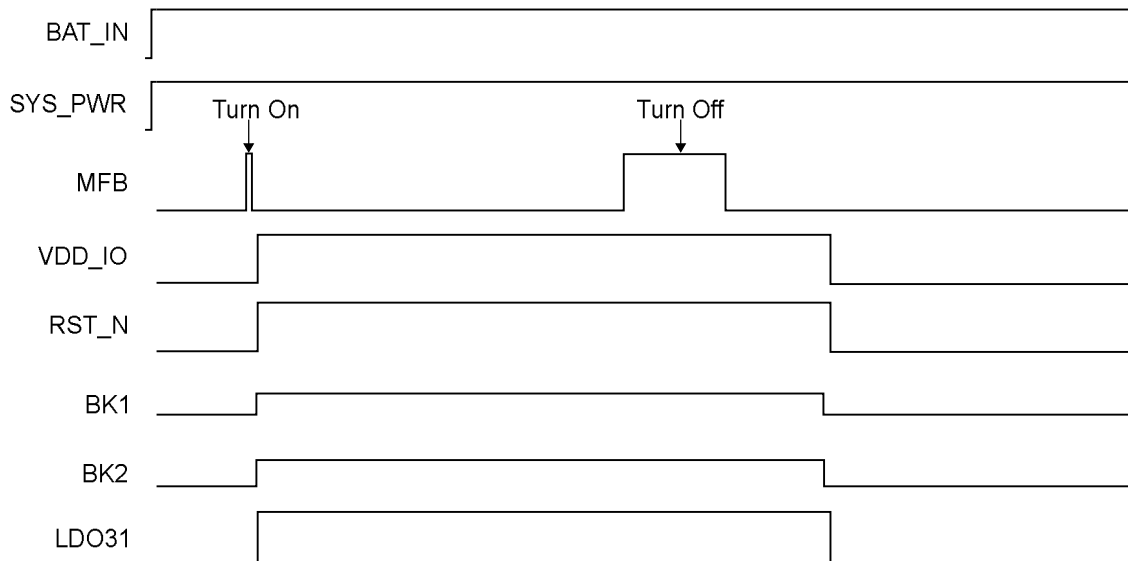 BAT_IN
SYS_PWR
Turn On
Turn Off
MFB
VDD_IO
RST_N
BK1
BK2
LDO31